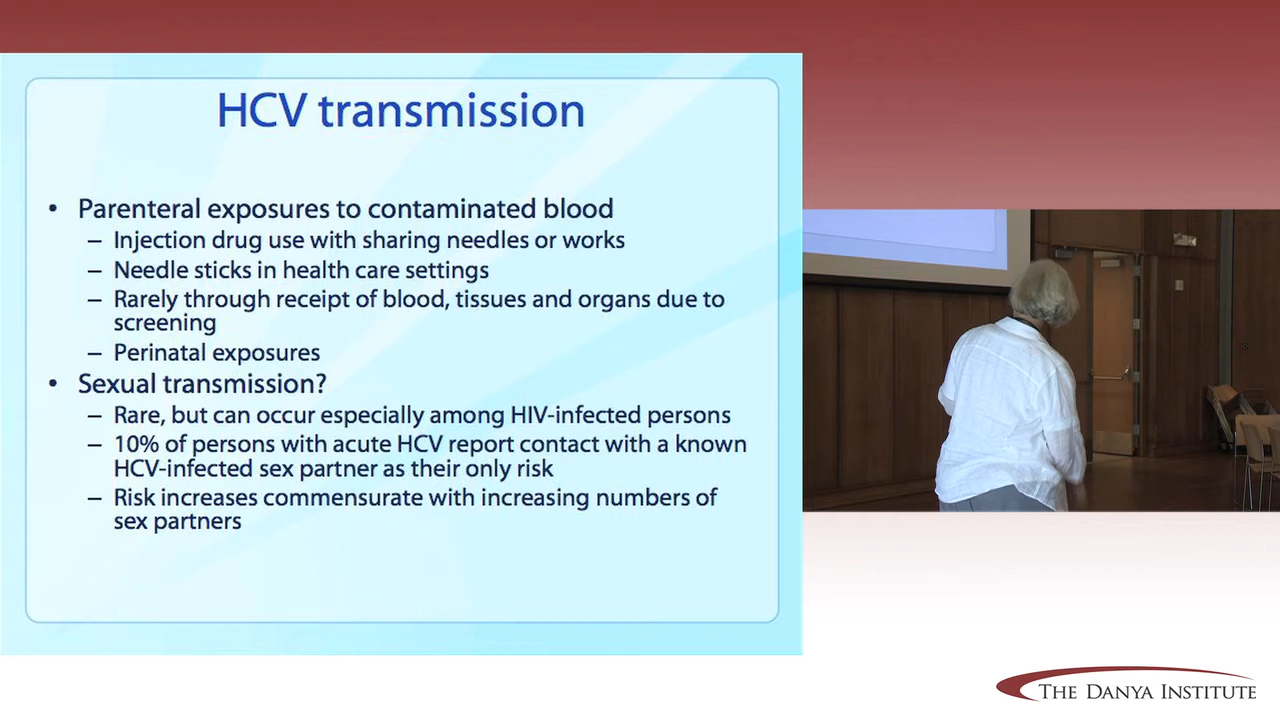 HCV transmission
• Parenteral exposures to contaminated blood
– Injection drug use with sharing needles or works
– Needle sticks in health care settings
– Rarely through receipt of blood, tissues and organs due to
screening
– Perinatal exposures
• Sexual transmission?
– Rare, but can occur especially among HIV-infected persons
– 10% of persons with acute HCV report contact with a known
HCV-infected sex partner as their only risk
– Risk increases commensurate with increasing numbers of
sex partners
THE DANYA INSTITUTE